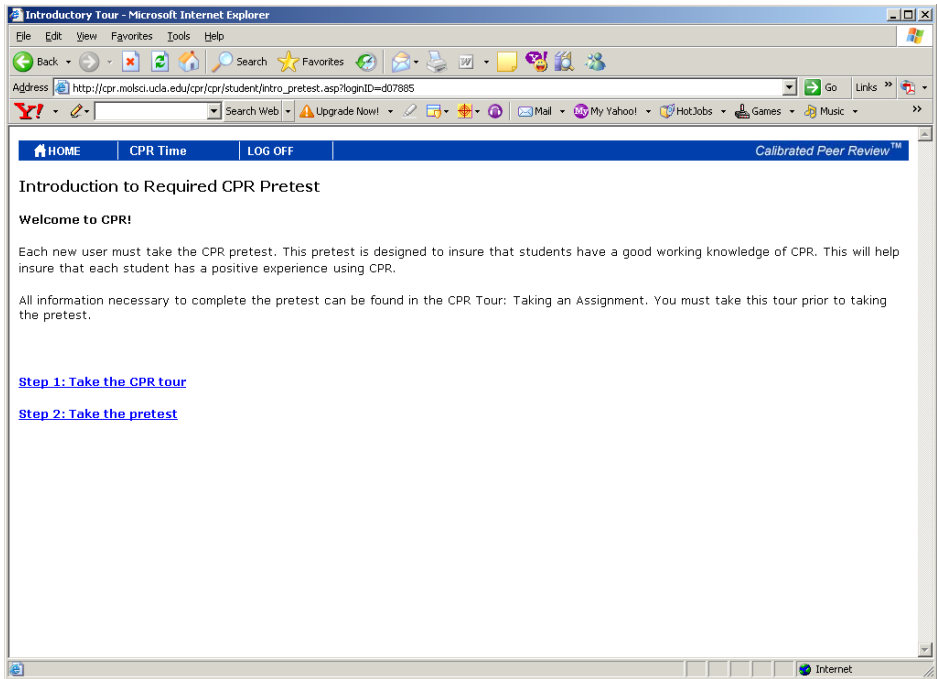 Introductory Tour - Microsoft Internet Explorer
File Edit View Favorites Tools Help
Back Search Favorites
Address http://cpr.molsci.ucla.edu/cpr/cpr/student/intro_pretest.asp?loginID=d07885 Go Links »
Y! Search Web Upgrade Now! Mail My Yahoo! HotJobs Games Music »
HOME CPR Time LOG OFF Calibrated Peer Review™
Introduction to Required CPR Pretest
Welcome to CPR!
Each new user must take the CPR pretest. This pretest is designed to insure that students have a good working knowledge of CPR. This will help
insure that each student has a positive experience using CPR.
All information necessary to complete the pretest can be found in the CPR Tour: Taking an Assignment. You must take this tour prior to taking
the pretest.
Step 1: Take the CPR tour
Step 2: Take the pretest
Internet